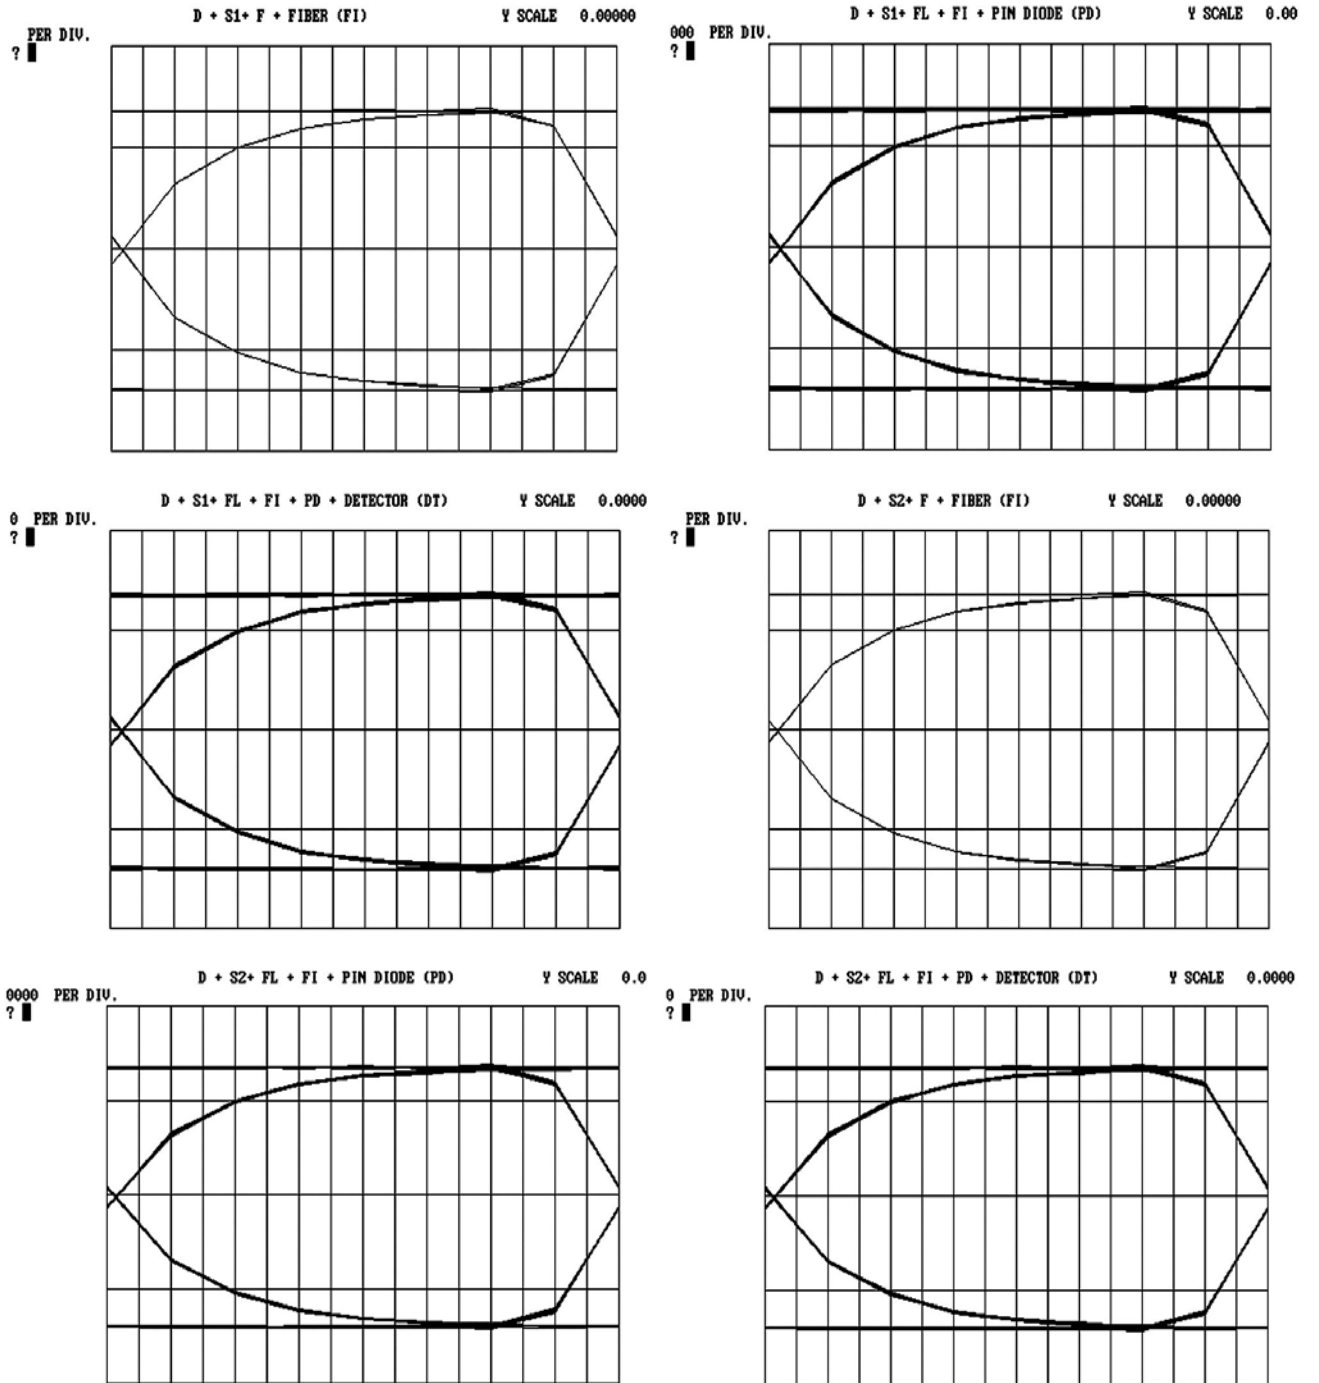 D + S1+ F + FIBER (FI) Y SCALE 0.00000
PER DIV.
?
D + S1+ FL + FI + PIN DIODE (PD) Y SCALE 0.00
000 PER DIV.
?
D + S1+ FL + FI + PD + DETECTOR (DT) Y SCALE 0.0000
0 PER DIV.
?
D + S2+ F + FIBER (FI) Y SCALE 0.00000
PER DIV.
?
D + S2+ FL + FI + PIN DIODE (PD) Y SCALE 0.0
0000 PER DIV.
?
D + S2+ FL + FI + PD + DETECTOR (DT) Y SCALE 0.0000
0 PER DIV.
?